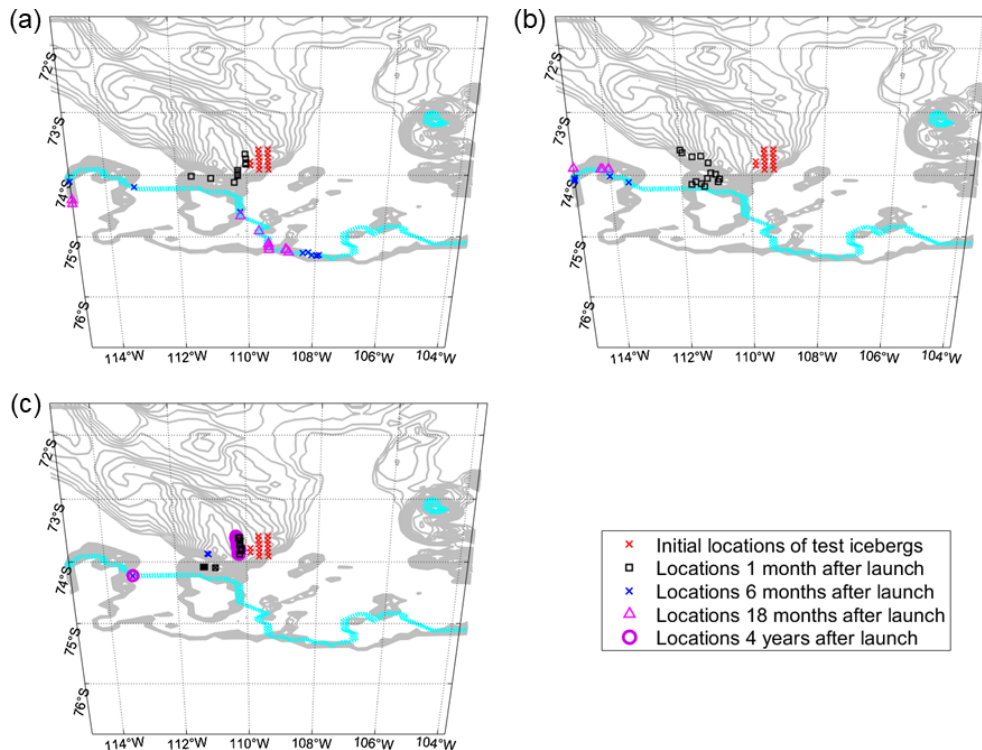 (a)
72°S
73°S
74°S
75°S
76°S
114°W 112°W 110°W 108°W 106°W 104°W
(b)
72°S
73°S
74°S
75°S
76°S
114°W 112°W 110°W 108°W 106°W 104°W
(c)
72°S
73°S
74°S
75°S
76°S
114°W 112°W 110°W 108°W 106°W 104°W
Initial locations of test icebergs
Locations 1 month after launch
Locations 6 months after launch
Locations 18 months after launch
Locations 4 years after launch